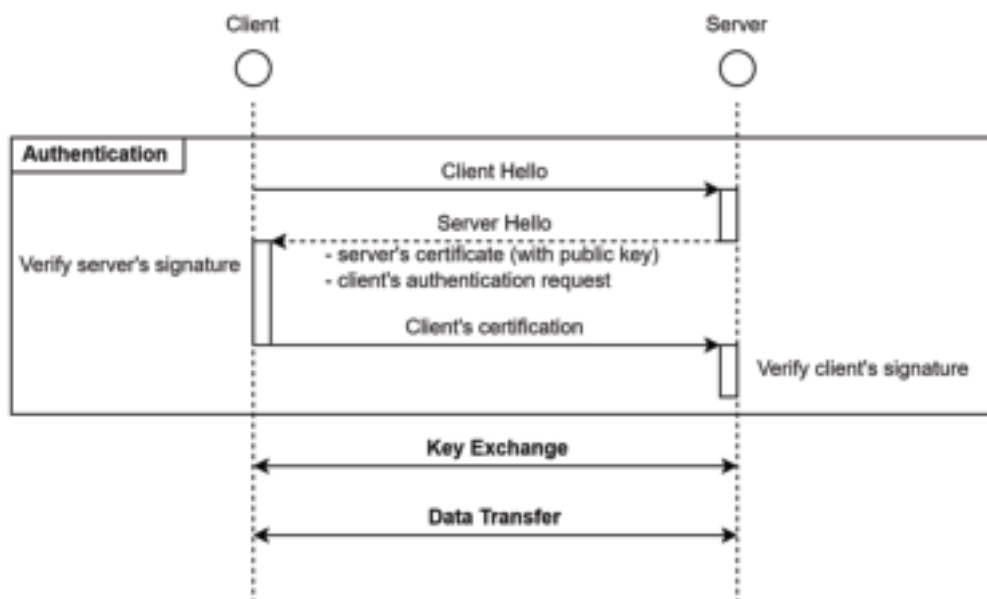 Client
Server
Authentication
Client Hello
Server Hello
- server's certificate (with public key)
- client's authentication request
Verify server's signature
Client's certification
Verify client's signature
Key Exchange
Data Transfer